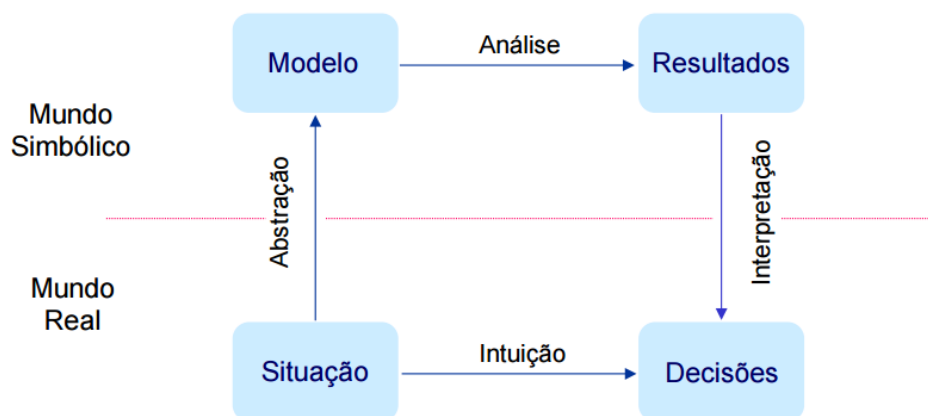 Modelo
Análise
Resultados
Mundo
Simbólico
Abstração
Interpretação
Mundo
Real
Situação
Intuição
Decisões